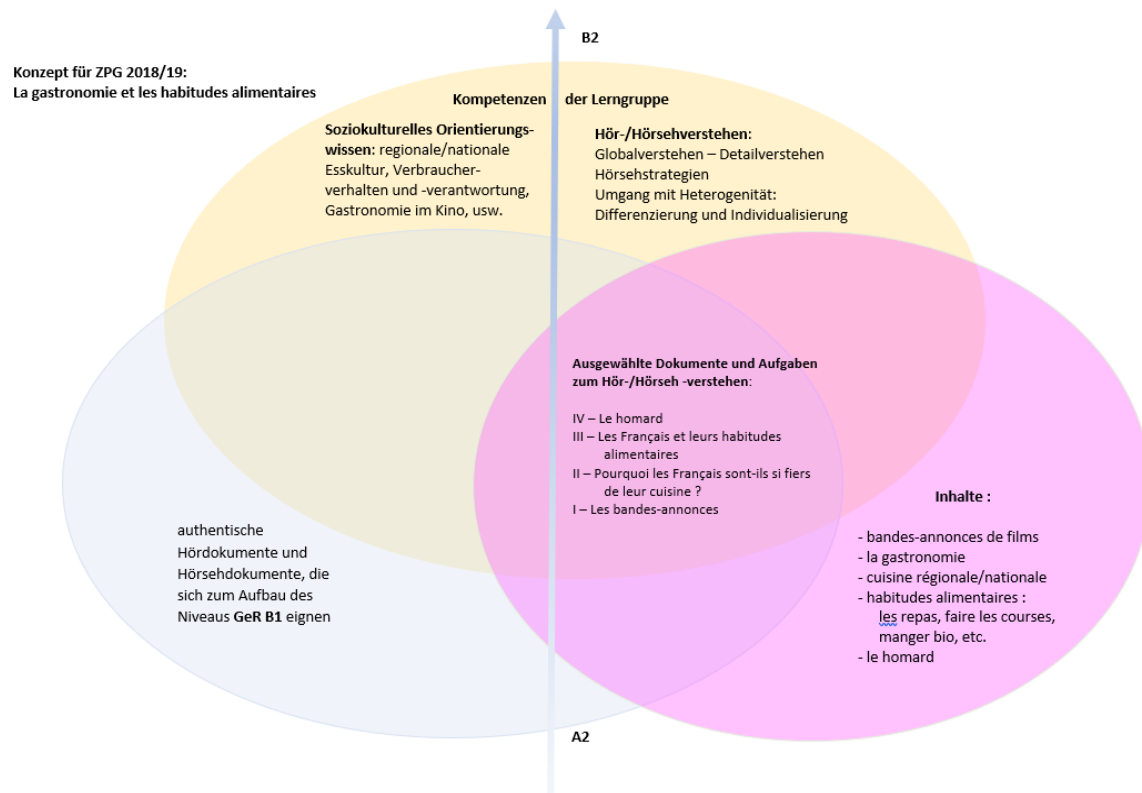 B2
Konzept für ZPG 2018/19:
La gastronomie et les habitudes alimentaires
Kompetenzen der Lerngruppe
Soziokulturelles Orientierungs-
wissen: regionale/nationale
Esskultur, Verbraucher-
verhalten und -verantwortung,
Gastronomie im Kino, usw.
Hör-/Hörsehverstehen:
Globalverstehen – Detailverstehen
Hörsehstrategien
Umgang mit Heterogenität:
Differenzierung und Individualisierung
Ausgewählte Dokumente und Aufgaben
zum Hör-/Hörseh -verstehen:
IV – Le homard
III – Les Français et leurs habitudes
alimentaires
II – Pourquoi les Français sont-ils si fiers
de leur cuisine ?
I – Les bandes-annonces
authentische
Hördokumente und
Hörsehdokumente, die
sich zum Aufbau des
Niveaus GeR B1 eignen
Inhalte :
- bandes-annonces de films
- la gastronomie
- cuisine régionale/nationale
- habitudes alimentaires :
les repas, faire les courses,
manger bio, etc.
- le homard
A2